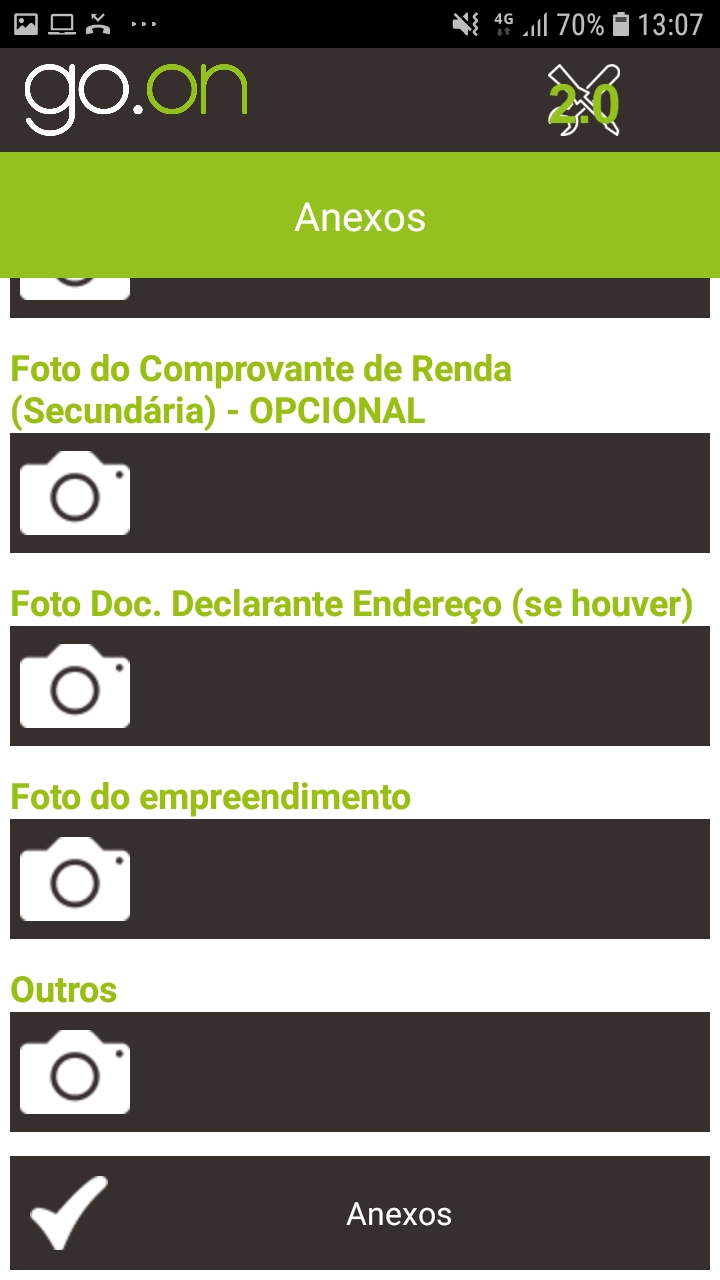 4G 70% 13:07
go.on 2.0
Anexos
Foto do Comprovante de Renda
(Secundária) - OPCIONAL
Foto Doc. Declarante Endereço (se houver)
Foto do empreendimento
Outros
Anexos